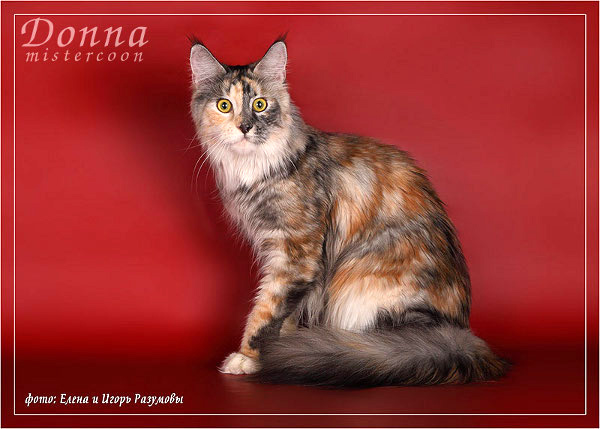 Donna
mistercoon
фото: Елена и Игорь Разумовы